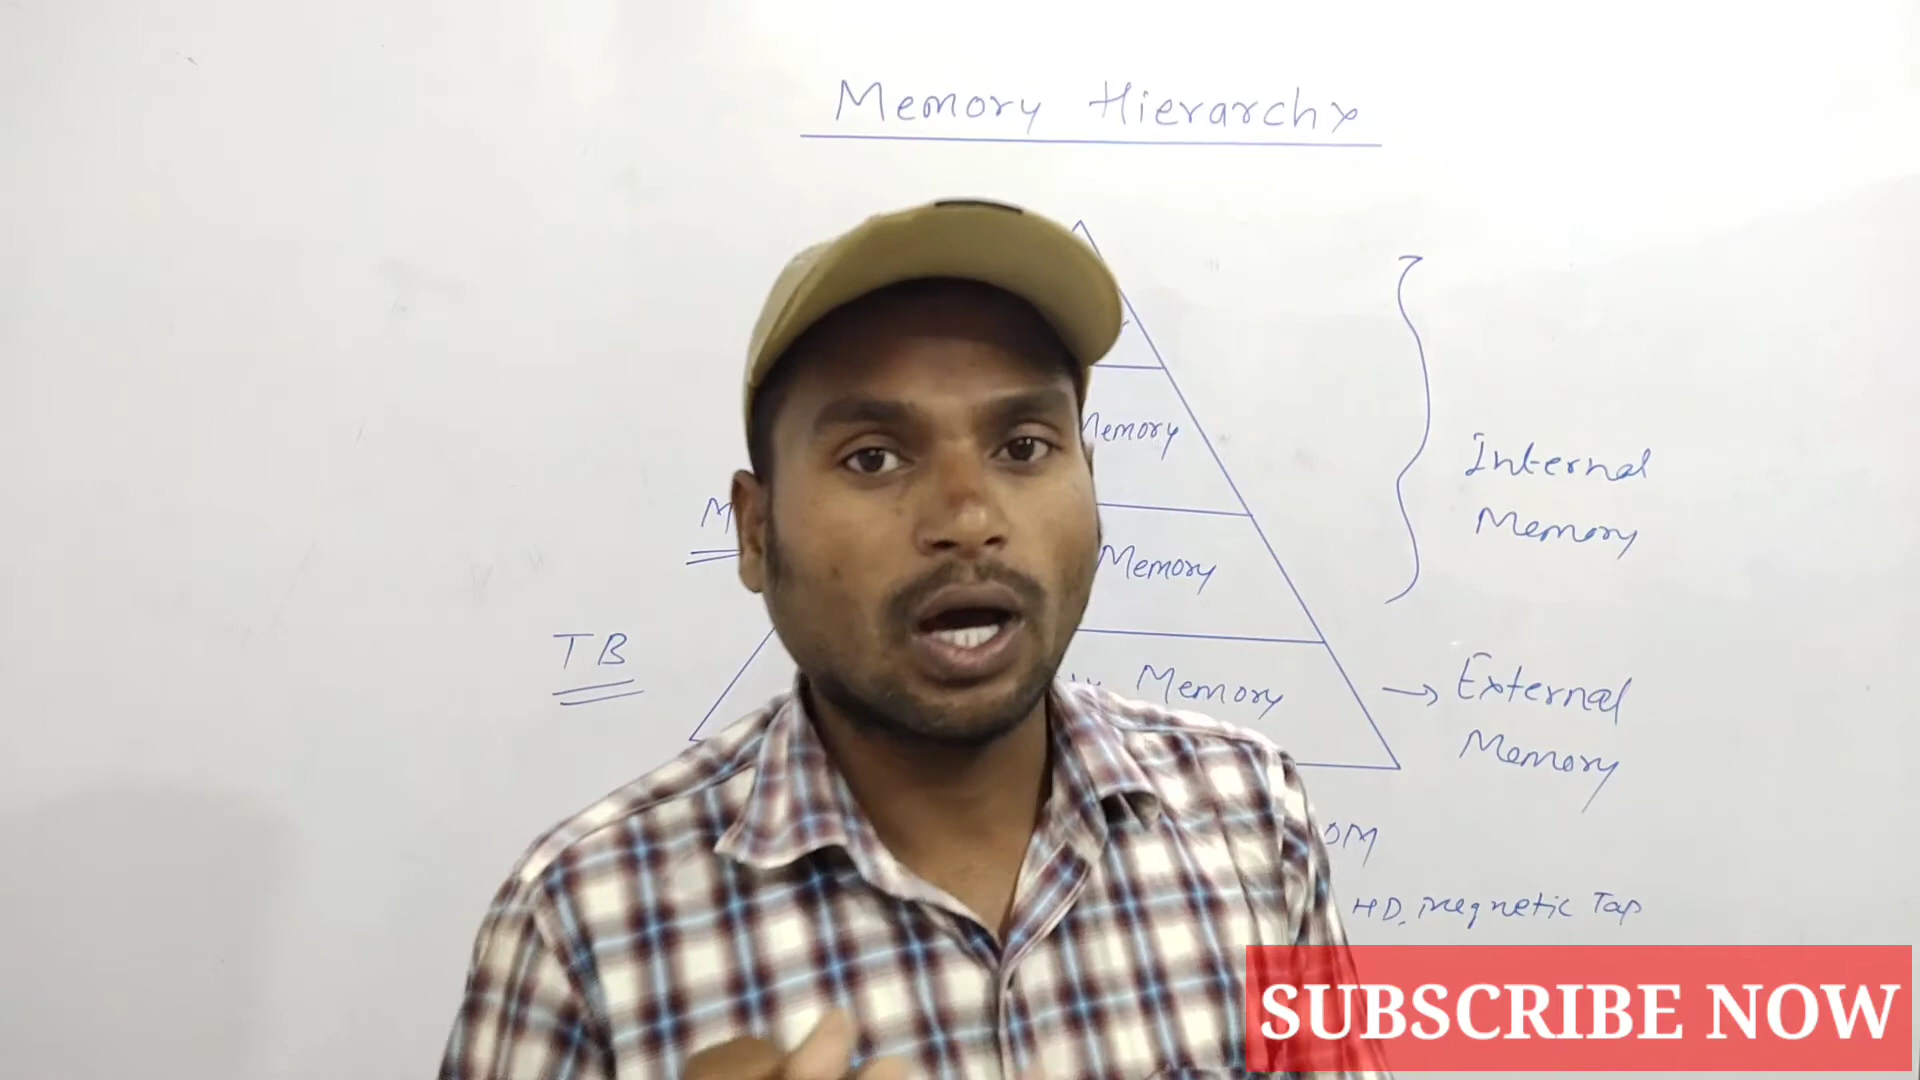 Memory Hierarchy
Memory
Memory
Internal
Memory
TB
Memory
External
Memory
HD, magnetic Tap
SUBSCRIBE NOW